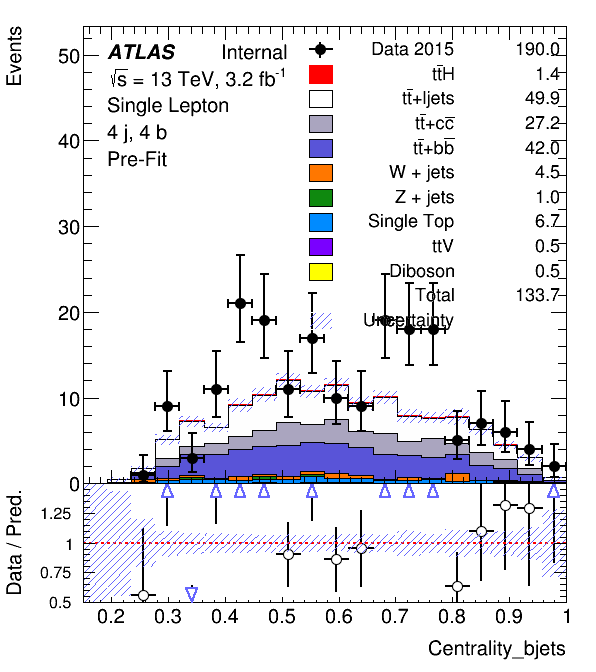 Events
50
40
30
20
10
0
ATLAS Internal
√s = 13 TeV, 3.2 fb⁻¹
Single Lepton
4 j, 4 b
Pre-Fit
Data 2015 190.0
tt̄H 1.4
tt̄+ljets 49.9
tt̄+cc̄ 27.2
tt̄+bb̄ 42.0
W + jets 4.5
Z + jets 1.0
Single Top 6.7
ttV 0.5
Diboson 0.5
Total 133.7
Uncertainty
Data / Pred.
1.25
1
0.75
0.5
0.2 0.3 0.4 0.5 0.6 0.7 0.8 0.9 1
Centrality_bjets